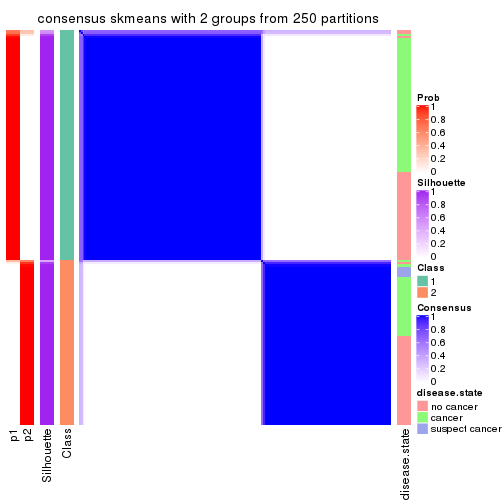 consensus skmeans with 2 groups from 250 partitions
Prob
1
0.8
0.6
0.4
0.2
0
Silhouette
1
0.8
0.6
0.4
0.2
0
Class
1
2
Consensus
1
0.8
0.6
0.4
0.2
0
disease.state
no cancer
cancer
suspect cancer
p1
p2
Silhouette
Class
disease.state